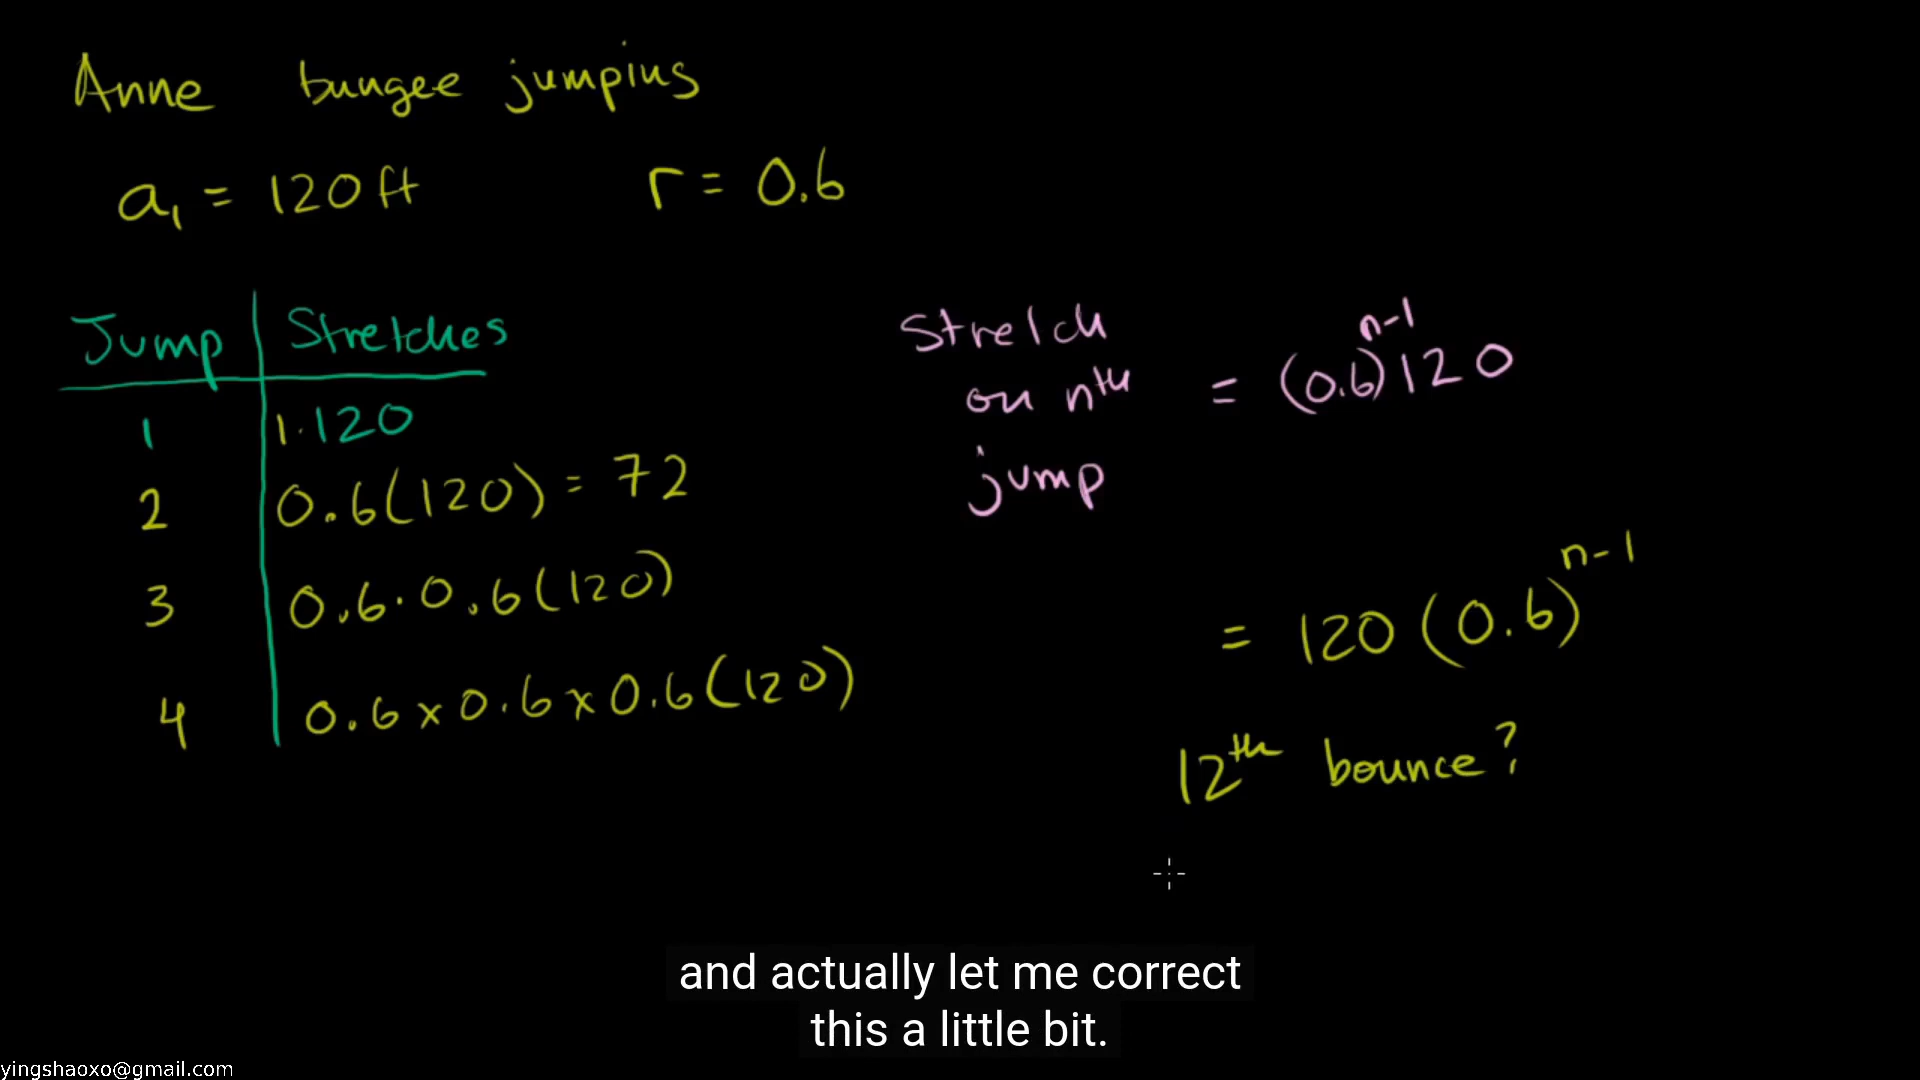 Anne bungee jumping
a₁ = 120 ft r = 0.6
Jump Stretches
1 1·120
2 0.6(120) = 72
3 0.6·0.6(120)
4 0.6 x 0.6 x 0.6(120)
Stretch
on nᵗʰ = (0.6)ⁿ⁻¹120
jump
= 120(0.6)ⁿ⁻¹
12ᵗʰ bounce?
and actually let me correct
this a little bit.
yingshaoxo@gmail.com